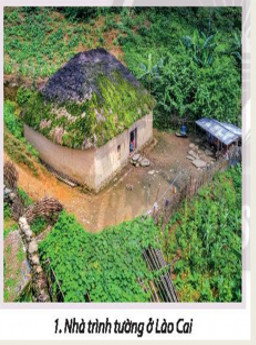 1. Nhà trình tường ở Lào Cai